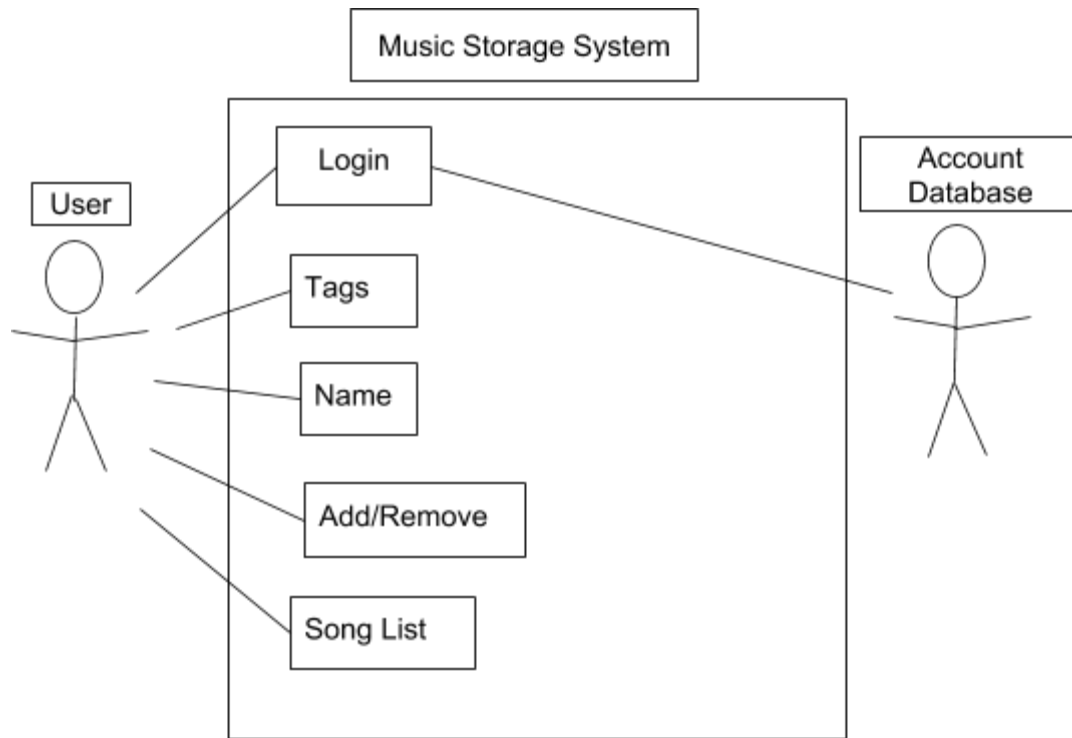 Music Storage System
Login
Account
Database
User
Tags
Name
Add/Remove
Song List